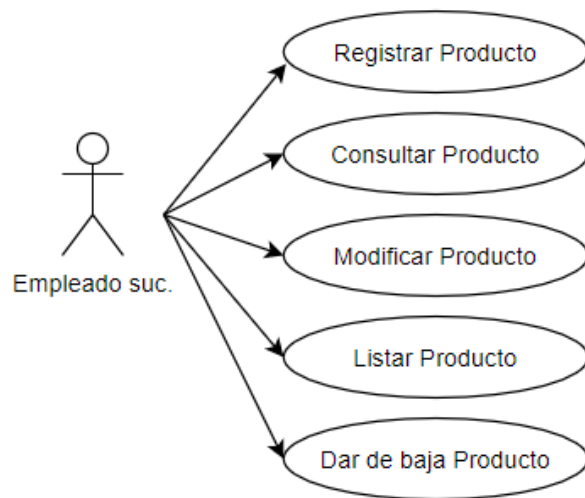 Registrar Producto
Consultar Producto
Modificar Producto
Empleado suc.
Listar Producto
Dar de baja Producto